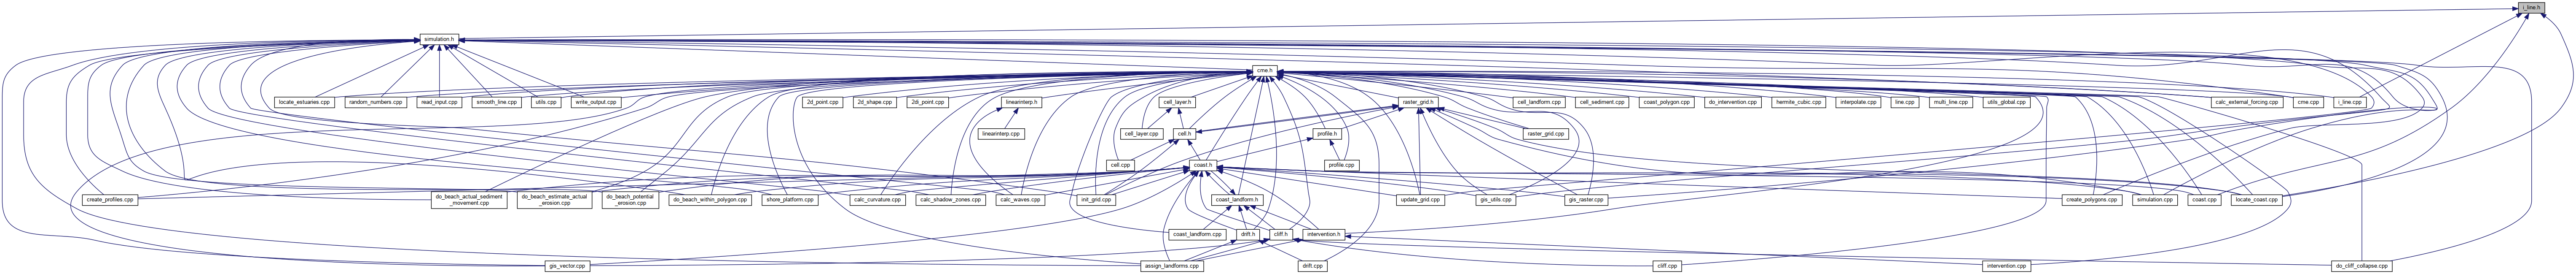 i_line.h
simulation.h
cme.h
locate_estuaries.cpp
random_numbers.cpp
read_input.cpp
smooth_line.cpp
utils.cpp
write_output.cpp
2d_point.cpp
2d_shape.cpp
2di_point.cpp
linearinterp.h
cell_layer.h
raster_grid.h
cell_landform.cpp
cell_sediment.cpp
coast_polygon.cpp
do_intervention.cpp
hermite_cubic.cpp
interpolate.cpp
line.cpp
multi_line.cpp
utils_global.cpp
calc_external_forcing.cpp
cme.cpp
i_line.cpp
linearinterp.cpp
cell_layer.cpp
cell.h
profile.h
raster_grid.cpp
cell.cpp
coast.h
profile.cpp
create_profiles.cpp
do_beach_actual_sediment
_movement.cpp
do_beach_estimate_actual
_erosion.cpp
do_beach_potential
_erosion.cpp
do_beach_within_polygon.cpp
shore_platform.cpp
calc_curvature.cpp
calc_shadow_zones.cpp
calc_waves.cpp
init_grid.cpp
coast_landform.h
update_grid.cpp
gis_utils.cpp
gis_raster.cpp
create_polygons.cpp
simulation.cpp
coast.cpp
locate_coast.cpp
coast_landform.cpp
drift.h
cliff.h
intervention.h
gis_vector.cpp
assign_landforms.cpp
drift.cpp
cliff.cpp
intervention.cpp
do_cliff_collapse.cpp